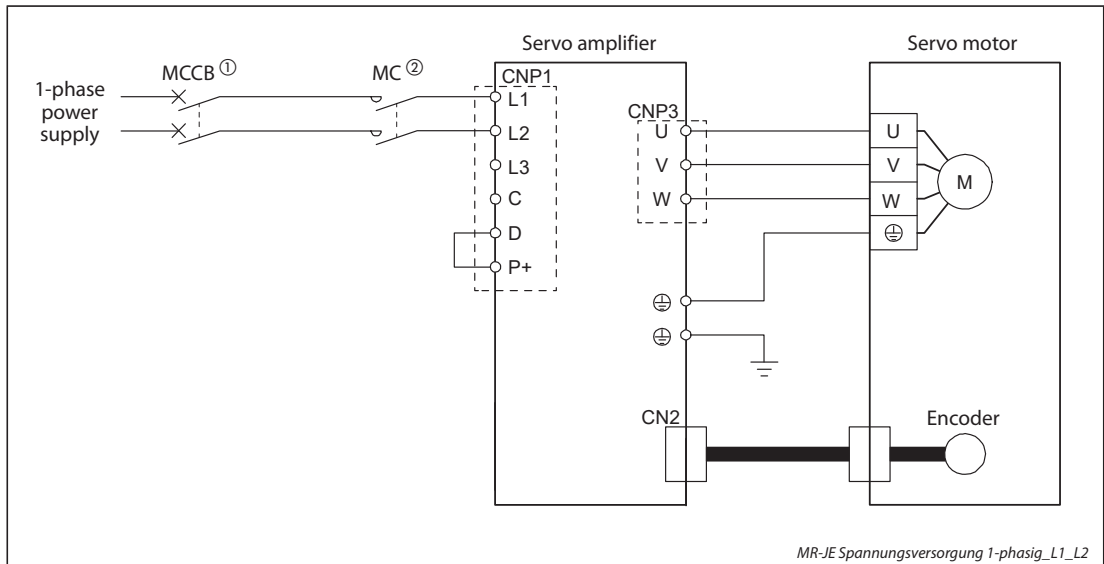 Servo amplifier
Servo motor
MCCB ①
MC ②
1-phase
power
supply
CNP1
L1
L2
L3
C
D
P+
CNP3
U
V
W
U
V
W
M
CN2
Encoder
MR-JE Spannungsversorgung 1-phasig_L1_L2